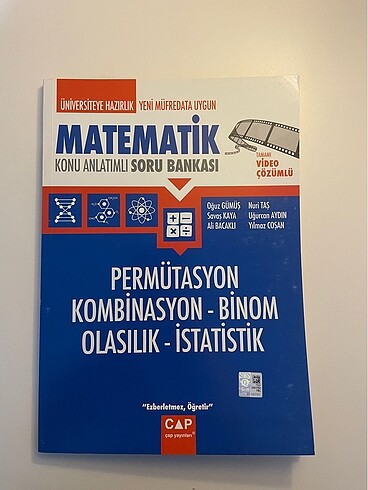 ÜNİVERSİTEYE HAZIRLIK YENİ MÜFREDATA UYGUN
MATEMATİK
KONU ANLATIMLI SORU BANKASI
TAMAMI
VİDEO
ÇÖZÜMLÜ
Oğuz GÜMÜŞ Nuri TAŞ
Savaş KAYA Uğurcan AYDIN
Ali BACAKLI Yılmaz COŞAN
PERMÜTASYON
KOMBİNASYON - BİNOM
OLASILIK - İSTATİSTİK
"Ezberletmez, Öğretir"
ÇAP
çap yayınları